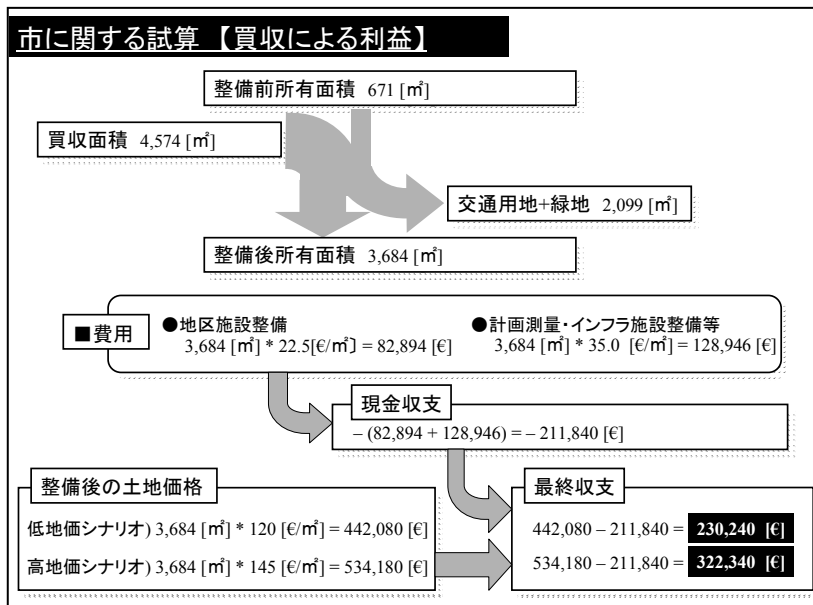 市に関する試算 【買収による利益】
整備前所有面積 671 [㎡]
買収面積 4,574 [㎡]
交通用地+緑地 2,099 [㎡]
整備後所有面積 3,684 [㎡]
■費用
●地区施設整備
3,684 [㎡] * 22.5[€/㎡〕 = 82,894 [€]
●計画測量・インフラ施設整備等
3,684 [㎡] * 35.0 [€/㎡] = 128,946 [€]
現金収支
– (82,894 + 128,946) = – 211,840 [€]
整備後の土地価格
低地価シナリオ) 3,684 [㎡] * 120 [€/㎡] = 442,080 [€]
高地価シナリオ) 3,684 [㎡] * 145 [€/㎡] = 534,180 [€]
最終収支
442,080 – 211,840 = 230,240 [€]
534,180 – 211,840 = 322,340 [€]